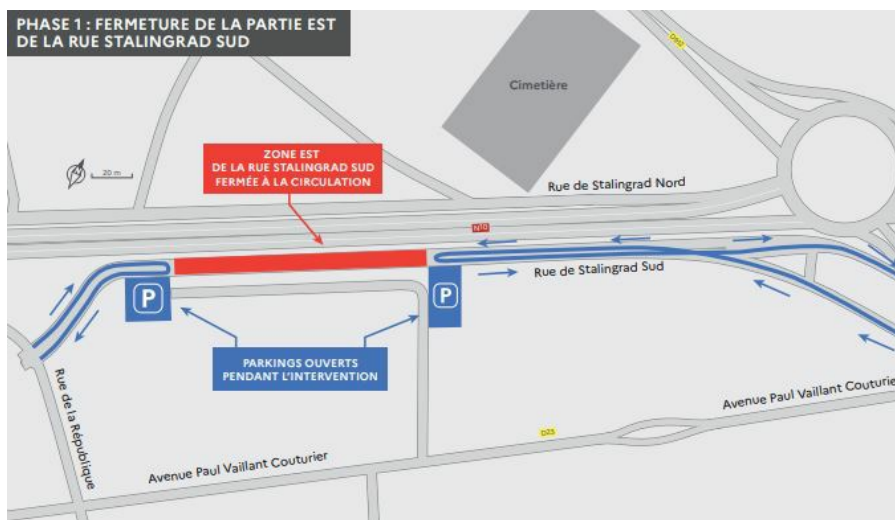 PHASE 1 : FERMETURE DE LA PARTIE EST
DE LA RUE STALINGRAD SUD
D910
Cimetière
20 m
ZONE EST
DE LA RUE STALINGRAD SUD
FERMÉE À LA CIRCULATION
Rue de Stalingrad Nord
N10
Rue de Stalingrad Sud
P
P
PARKINGS OUVERTS
PENDANT L'INTERVENTION
Rue de la République
Avenue Paul Vaillant Couturier
D23
Avenue Paul Vaillant Couturier